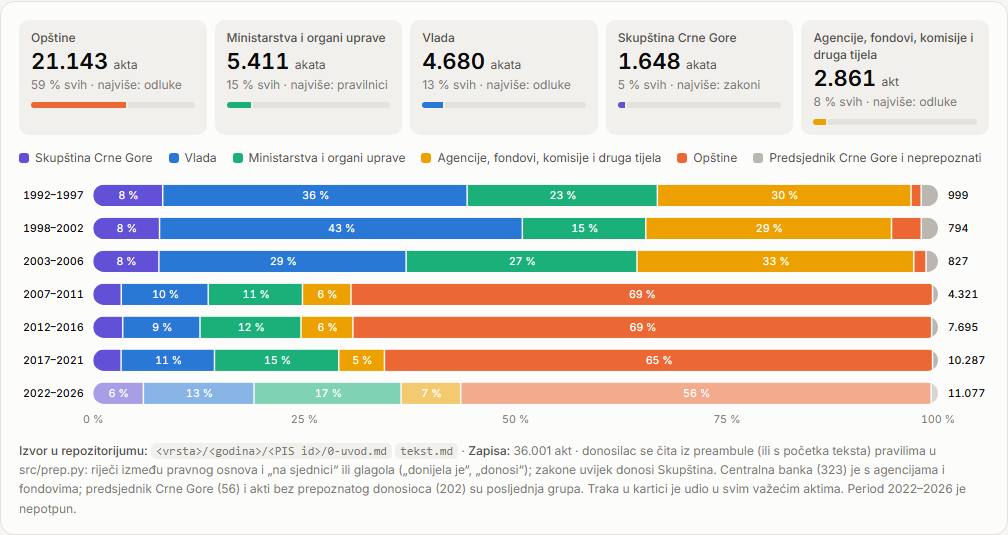 Opštine
21.143 akta
59 % svih · najviše: odluke
Ministarstva i organi uprave
5.411 akata
15 % svih · najviše: pravilnici
Vlada
4.680 akata
13 % svih · najviše: odluke
Skupština Crne Gore
1.648 akata
5 % svih · najviše: zakoni
Agencije, fondovi, komisije i
druga tijela
2.861 akt
8 % svih · najviše: odluke
Skupština Crne Gore Vlada Ministarstva i organi uprave Agencije, fondovi, komisije i druga tijela Opštine Predsjednik Crne Gore i neprepoznati
1992–1997 8 % 36 % 23 % 30 % 999
1998–2002 8 % 43 % 15 % 29 % 794
2003–2006 8 % 29 % 27 % 33 % 827
2007–2011 10 % 11 % 6 % 69 % 4.321
2012–2016 9 % 12 % 6 % 69 % 7.695
2017–2021 11 % 15 % 5 % 65 % 10.287
2022–2026 6 % 13 % 17 % 7 % 56 % 11.077
0 % 25 % 50 % 75 % 100 %
Izvor u repozitorijumu: <vrsta>/<godina>/<PIS id>/0-uvod.md tekst.md · Zapisa: 36.001 akt · donosilac se čita iz preambule (ili s početka teksta) pravilima u
src/prep.py: riječi između pravnog osnova i „na sjednici“ ili glagola („donijela je“, „donosi“); zakone uvijek donosi Skupština. Centralna banka (323) je s agencijama i
fondovima; predsjednik Crne Gore (56) i akti bez prepoznatog donosioca (202) su posljednja grupa. Traka u kartici je udio u svim važećim aktima. Period 2022–2026 je
nepotpun.